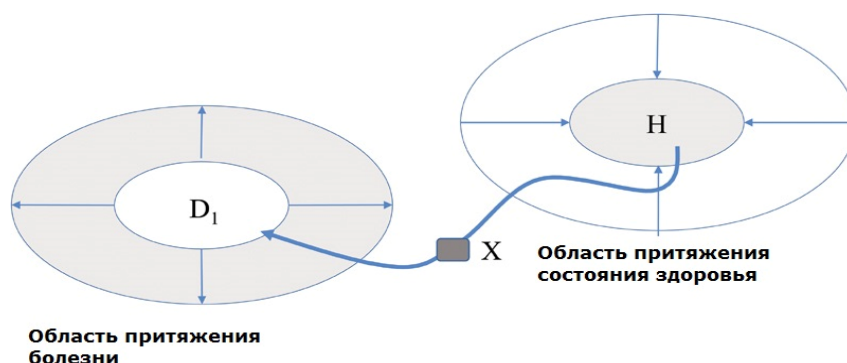 H
D₁
X
Область притяжения
состояния здоровья
Область притяжения
болезни